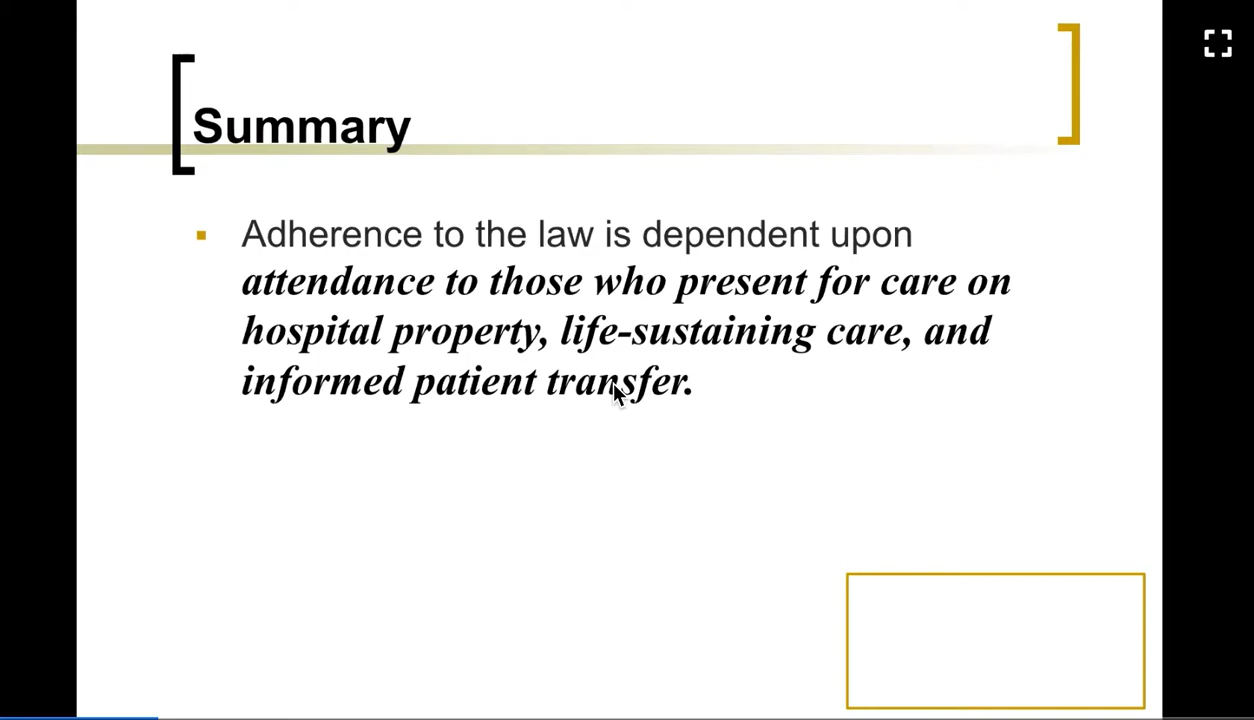 Summary
Adherence to the law is dependent upon
attendance to those who present for care on
hospital property, life-sustaining care, and
informed patient transfer.